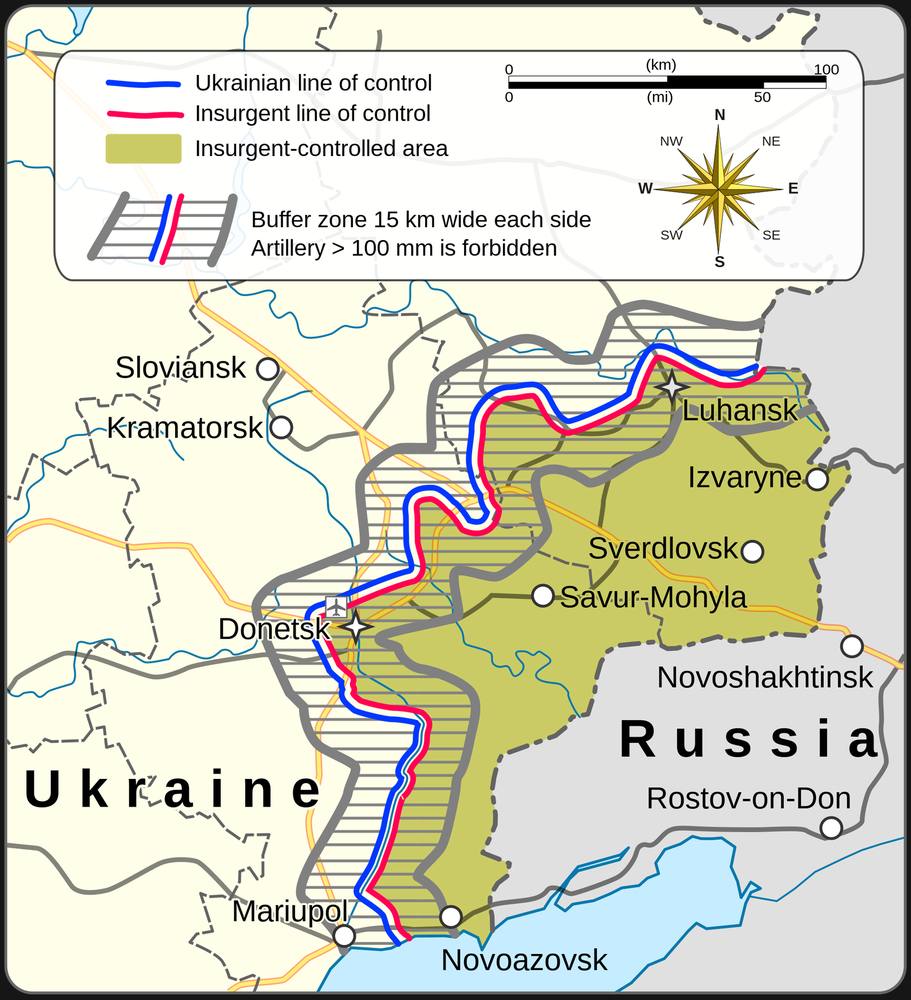 Ukrainian line of control
Insurgent line of control
Insurgent-controlled area
Buffer zone 15 km wide each side
Artillery > 100 mm is forbidden
0 (km) 100
0 (mi) 50
N
NW NE
W E
SW SE
S
Sloviansk
Kramatorsk
Luhansk
Izvaryne
Sverdlovsk
Savur-Mohyla
Donetsk
Novoshakhtinsk
Russia
Ukraine
Rostov-on-Don
Mariupol
Novoazovsk